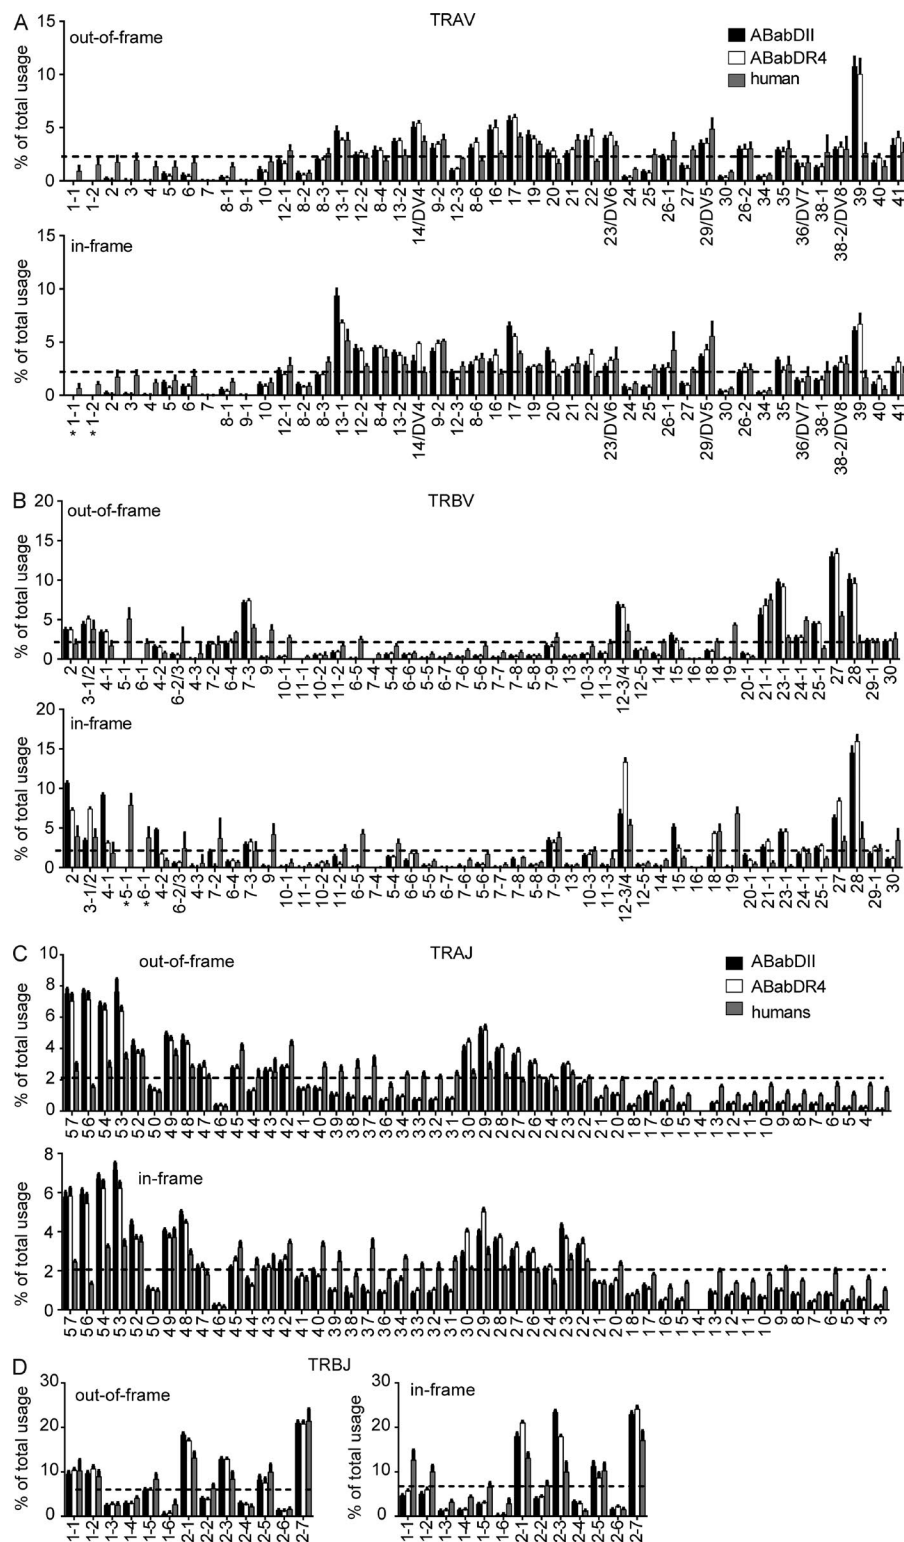 A TRAV
out-of-frame
ABabDII
ABabDR4
human
% of total usage
15
10
5
0
1-1 1-2 2 3 4 5 6 7 8-1 9-1 10 12-1 8-2 8-3 13-1 12-2 8-4 13-2 14/DV4 9-2 12-3 8-6 16 17 19 20 21 22 23/DV6 24 25 26-1 27 29/DV5 30 26-2 34 35 36/DV7 38-1 38-2/DV8 39 40 41
in-frame
% of total usage
15
10
5
0
* 1-1 * 1-2 2 3 4 5 6 7 8-1 9-1 10 12-1 8-2 8-3 13-1 12-2 8-4 13-2 14/DV4 9-2 12-3 8-6 16 17 19 20 21 22 23/DV6 24 25 26-1 27 29/DV5 30 26-2 34 35 36/DV7 38-1 38-2/DV8 39 40 41
B TRBV
out-of-frame
% of total usage
20
15
10
5
0
2 3-1/2 4-1 5-1 6-1 4-2 6-2/3 4-3 7-2 6-4 7-3 9 10-1 11-1 10-2 11-2 6-5 7-4 5-4 6-6 5-5 6-7 7-6 5-6 7-7 7-8 5-8 7-9 13 10-3 11-3 12-3/4 12-5 14 15 18 19 20-1 21-1 23-1 24-1 25-1 27 28 29-1 30
in-frame
% of total usage
20
15
10
5
0
2 3-1/2 4-1 *5-1 *6-1 4-2 6-2/3 4-3 7-2 6-4 7-3 9 10-1 11-1 10-2 11-2 6-5 7-4 5-4 6-6 5-5 6-7 7-6 5-6 7-7 7-8 5-8 7-9 13 10-3 11-3 12-3/4 12-5 14 15 18 19 20-1 21-1 23-1 24-1 25-1 27 28 29-1 30
C TRAJ
out-of-frame
ABabDII
ABabDR4
humans
% of total usage
10
8
6
4
2
0
57 56 54 53 52 50 49 48 47 46 45 44 43 42 41 40 39 38 37 36 34 33 32 31 30 29 28 27 26 24 23 22 21 20 18 17 16 15 14 13 12 11 10 9 8 7 6 5 4 3
in-frame
% of total usage
8
6
4
2
0
57 56 54 53 52 50 49 48 47 46 45 44 43 42 41 40 39 38 37 36 34 33 32 31 30 29 28 27 26 24 23 22 21 20 18 17 16 15 14 13 12 11 10 9 8 7 6 5 4 3
D TRBJ
out-of-frame
% of total usage
30
20
10
0
1-1 1-2 1-3 1-4 1-5 1-6 2-1 2-2 2-3 2-4 2-5 2-6 2-7
in-frame
% of total usage
30
20
10
0
1-1 1-2 1-3 1-4 1-5 1-6 2-1 2-2 2-3 2-4 2-5 2-6 2-7